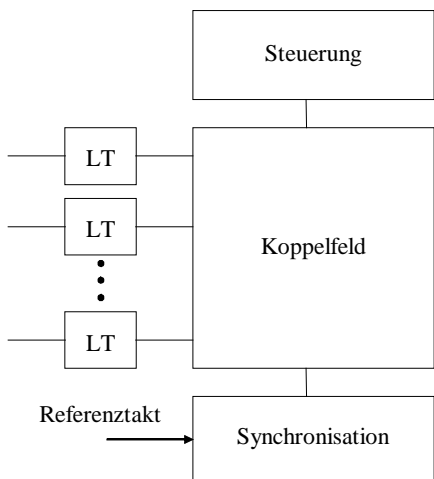 Steuerung
LT
LT
Koppelfeld
LT
Referenztakt
Synchronisation